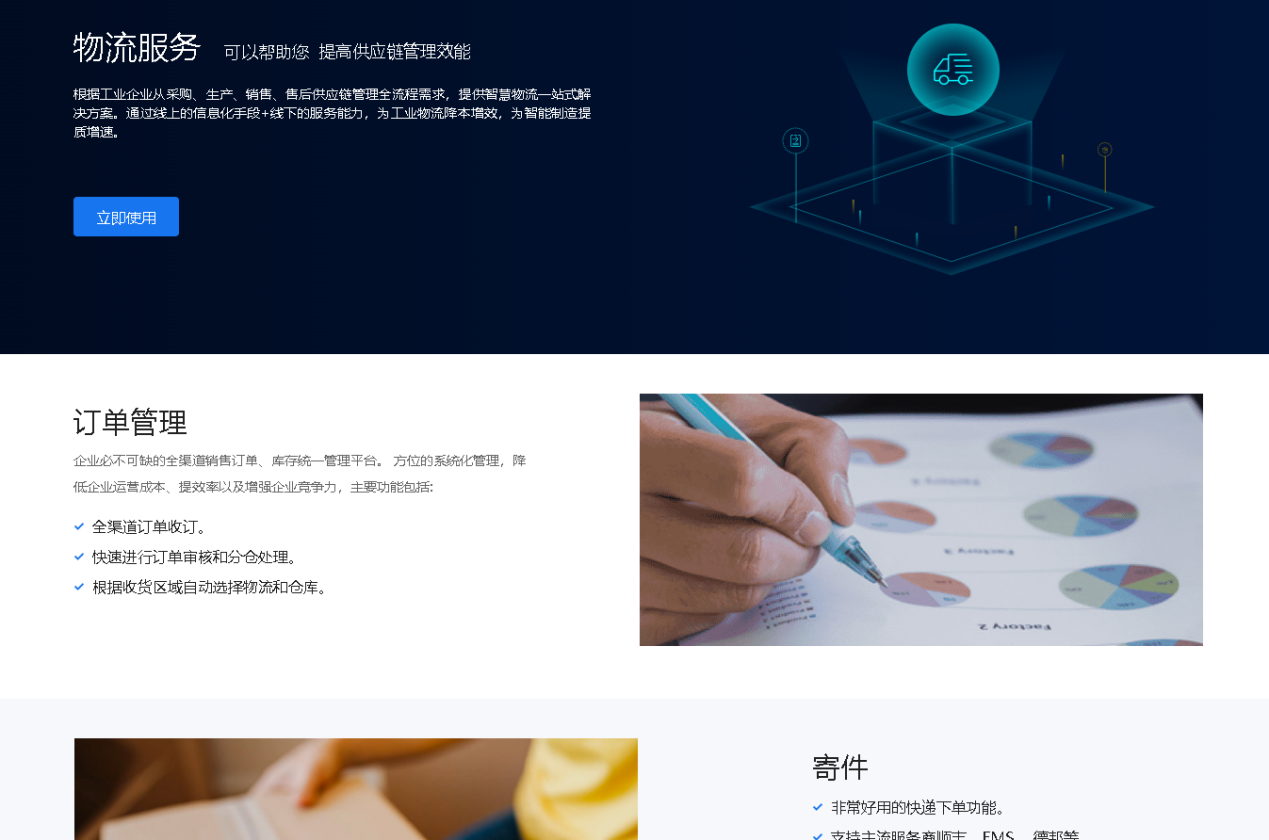 物流服务 可以帮助您 提高供应链管理效能
根据工业企业从采购、生产、销售、售后供应链管理全流程需求，提供智慧物流一站式解
决方案。通过线上的信息化手段+线下的服务能力，为工业物流降本增效，为智能制造提
质增速。
立即使用
订单管理
企业必不可缺的全渠道销售订单、库存统一管理平台。 方位的系统化管理，降
低企业运营成本、提效率以及增强企业竞争力，主要功能包括:
全渠道订单收订。
快速进行订单审核和分仓处理。
根据收货区域自动选择物流和仓库。
Factory 3
Factory 2
寄件
非常好用的快递下单功能。
支持主流服务商顺丰、EMS、 德邦等